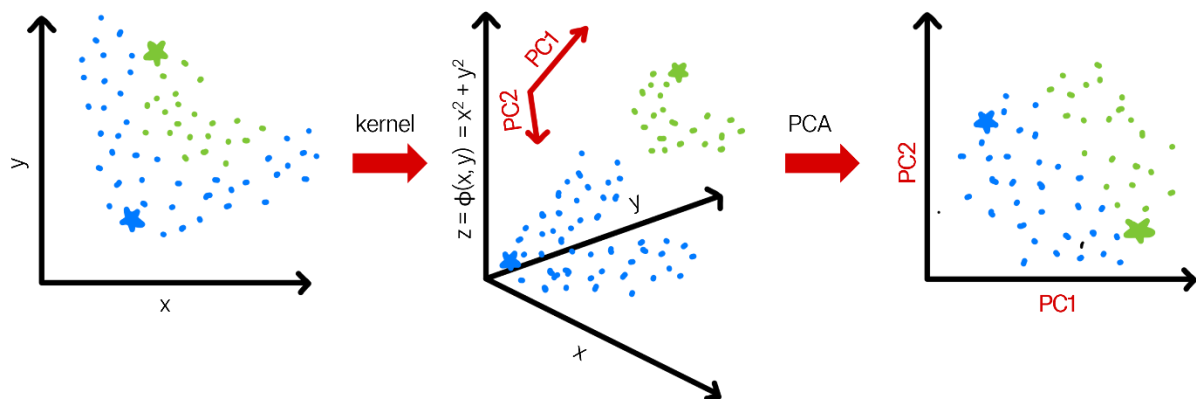 y
x
kernel
z = ϕ(x, y) = x² + y²
PC1
PC2
y
x
PCA
PC2
PC1